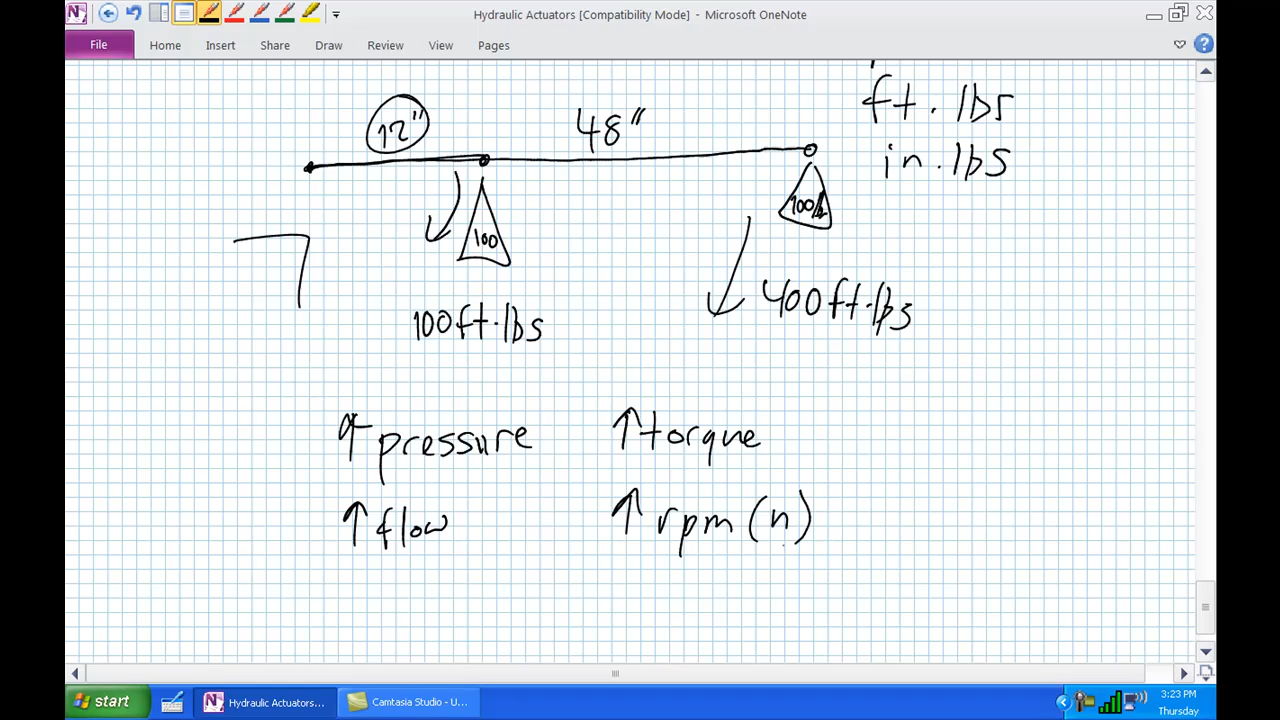 Hydraulic Actuators [Compatibility Mode] - Microsoft OneNote
File Home Insert Share Draw Review View Pages
ft. lbs
12" 48"
in. lbs
100
100
400ft·lbs
100ft·lbs
↑ pressure ↑ torque
↑ flow ↑ rpm (n)
start Hydraulic Actuators... Camtasia Studio - U... 3:23 PM
Thursday